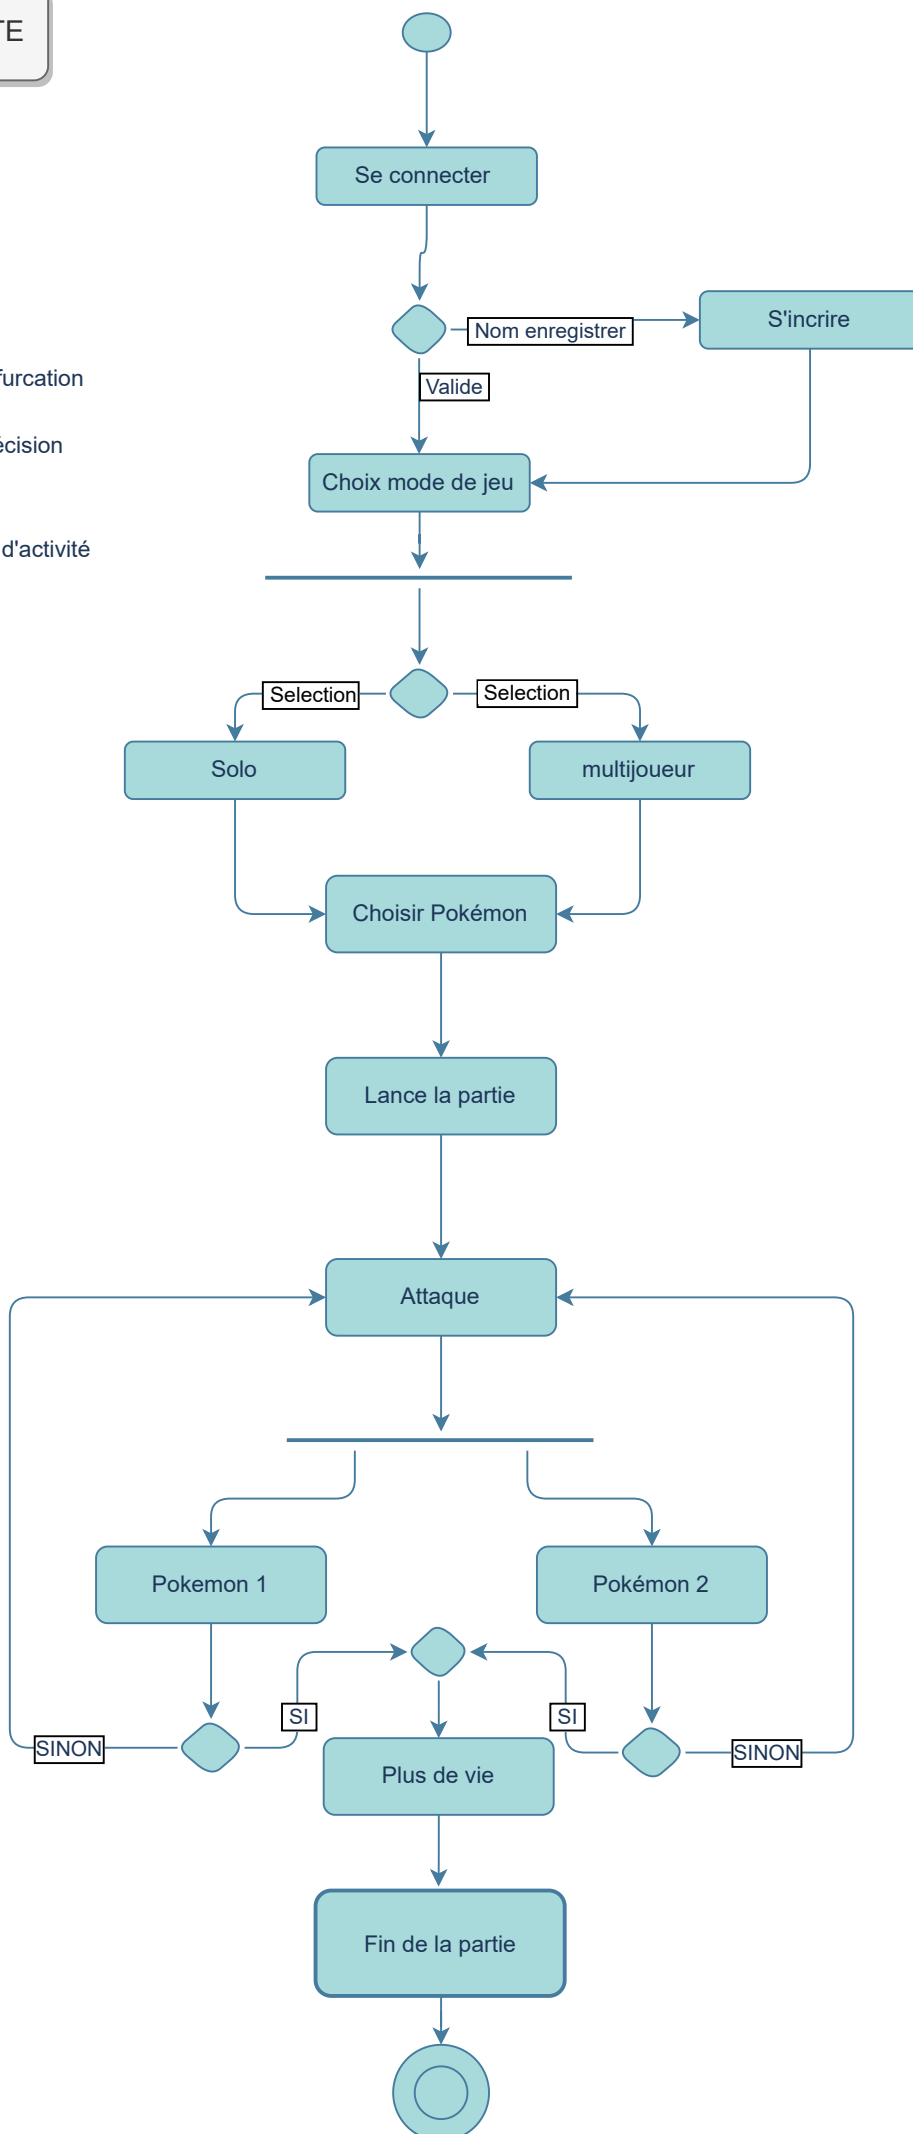 TE
Se connecter
Nom enregistrer
S'incrire
furcation
Valide
écision
Choix mode de jeu
d'activité
Selection
Selection
Solo
multijoueur
Choisir Pokémon
Lance la partie
Attaque
Pokemon 1
Pokémon 2
SI
SI
SINON
SINON
Plus de vie
Fin de la partie